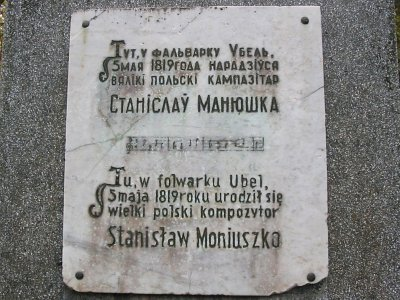 Тут, у фальварку Убель,
5 мая 1819 года нарадзіўся
вялікі польскі кампазітар
Станіслаў Манюшка
Tu, w folwarku Ubel,
5 maja 1819 roku urodził się
wielki polski kompozytor
Stanisław Moniuszko